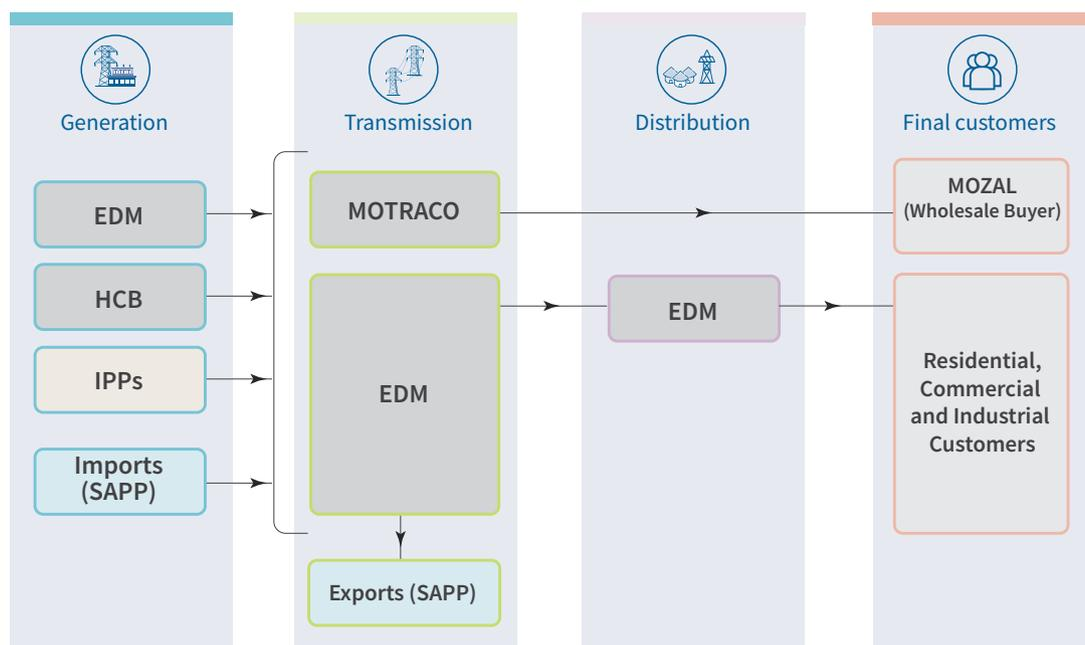 Generation
Transmission
Distribution
Final customers
EDM
HCB
IPPs
Imports
(SAPP)
MOTRACO
EDM
Exports (SAPP)
EDM
MOZAL
(Wholesale Buyer)
Residential,
Commercial
and Industrial
Customers